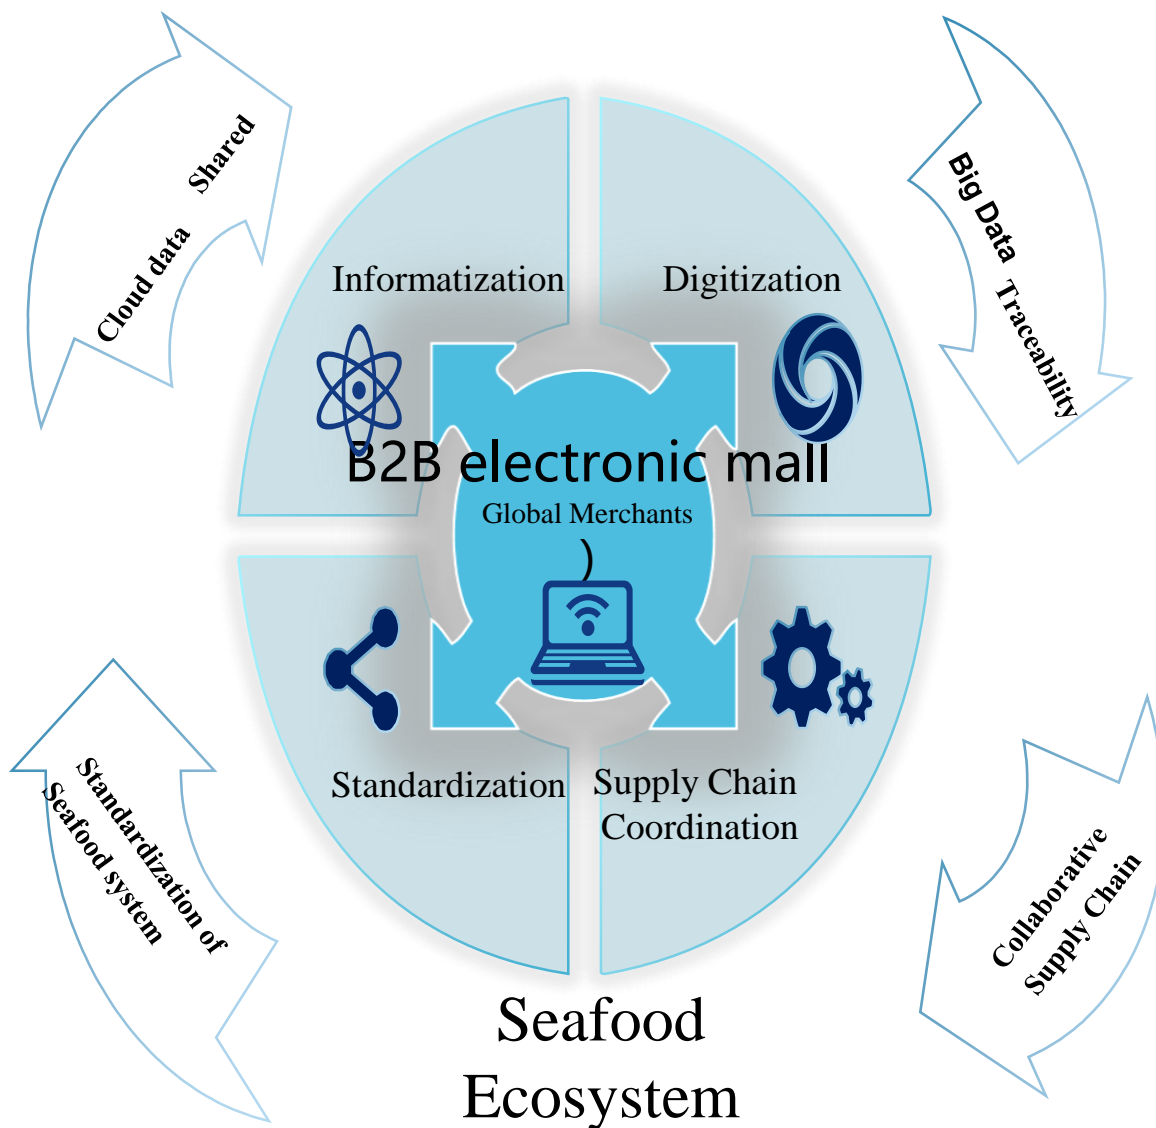 Cloud data Shared
Big Data Traceability
Informatization
Digitization
B2B electronic mall
Global Merchants
)
Standardization
Supply Chain
Coordination
Standardization of
Seafood system
Collaborative
Supply Chain
Seafood
Ecosystem